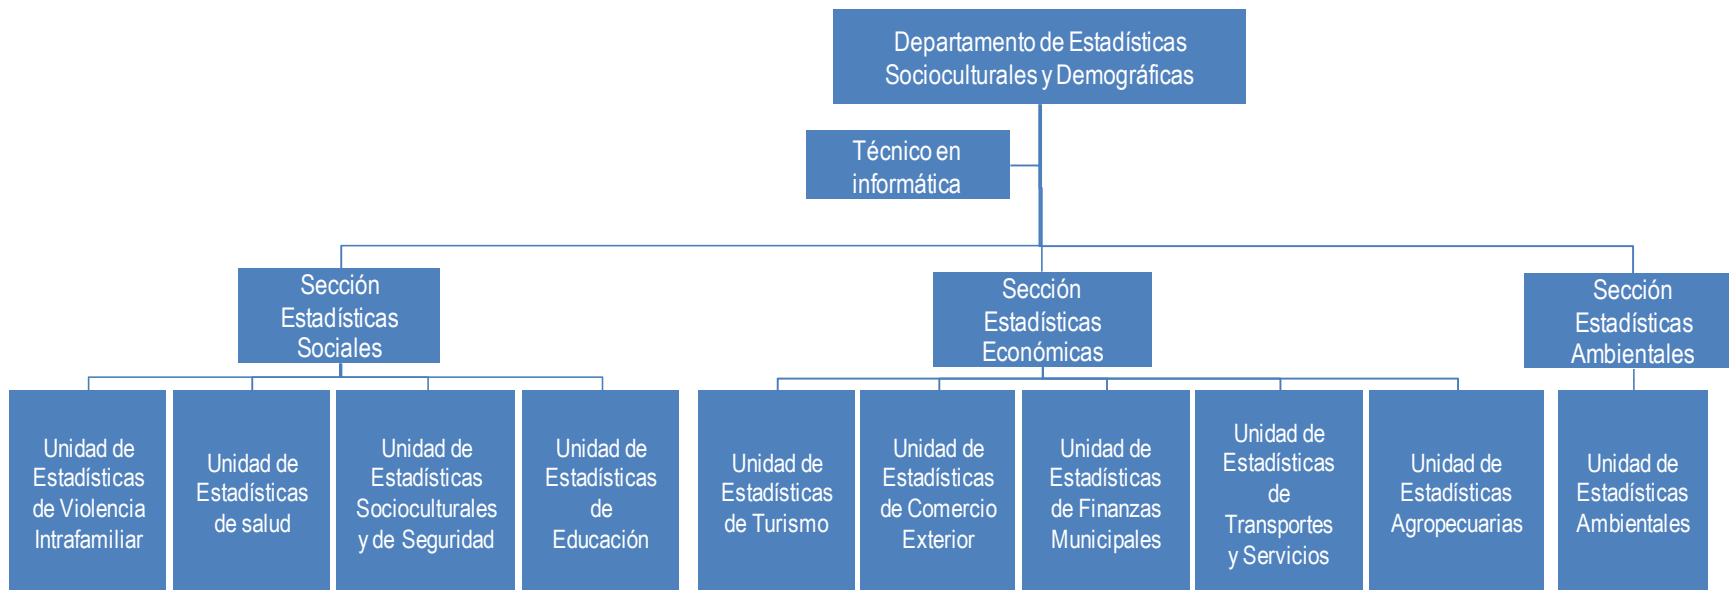 Departamento de Estadísticas
Socioculturales y Demográficas
Técnico en
informática
Sección
Estadísticas
Sociales
Sección
Estadísticas
Económicas
Sección
Estadísticas
Ambientales
Unidad de
Estadísticas
de Violencia
Intrafamiliar
Unidad de
Estadísticas
de salud
Unidad de
Estadísticas
Socioculturales
y de Seguridad
Unidad de
Estadísticas
de
Educación
Unidad de
Estadísticas
de Turismo
Unidad de
Estadísticas
de Comercio
Exterior
Unidad de
Estadísticas
de Finanzas
Municipales
Unidad de
Estadísticas
de
Transportes
y Servicios
Unidad de
Estadísticas
Agropecuarias
Unidad de
Estadísticas
Ambientales